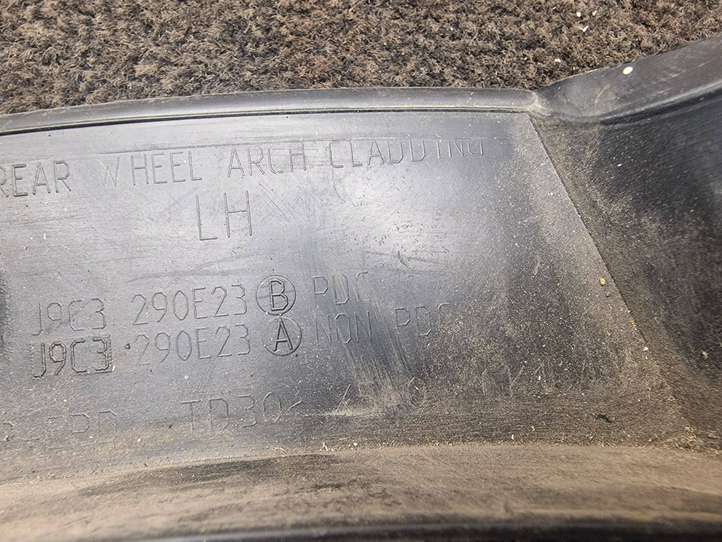 REAR WHEEL ARCH CLADDING
LH
J9C3 290E23 B PDC
J9C3 290E23 A NON PDC